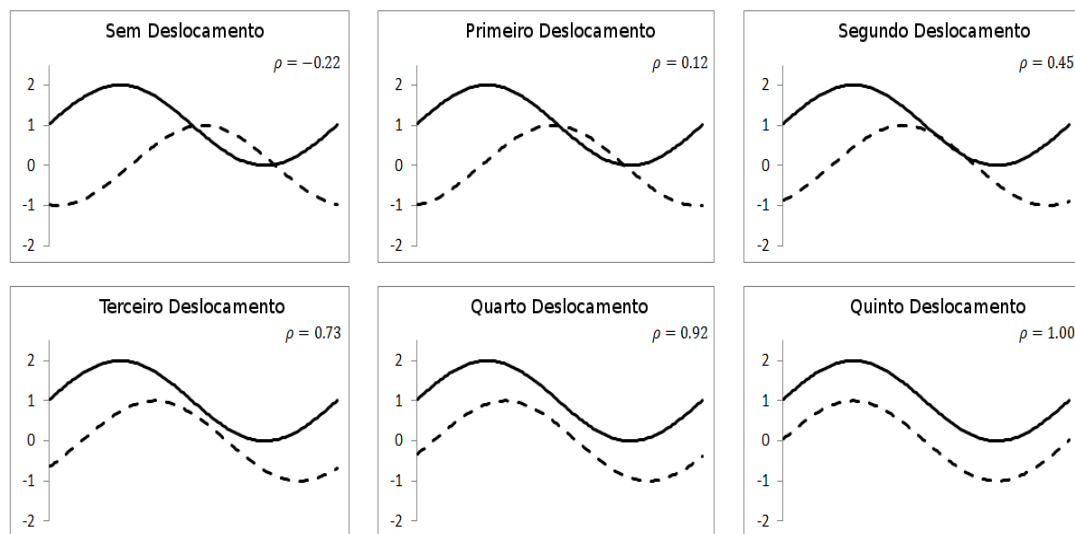 Sem Deslocamento
ρ = −0.22
2
1
0
-1
-2
Primeiro Deslocamento
ρ = 0.12
2
1
0
-1
-2
Segundo Deslocamento
ρ = 0.45
2
1
0
-1
-2
Terceiro Deslocamento
ρ = 0.73
2
1
0
-1
-2
Quarto Deslocamento
ρ = 0.92
2
1
0
-1
-2
Quinto Deslocamento
ρ = 1.00
2
1
0
-1
-2